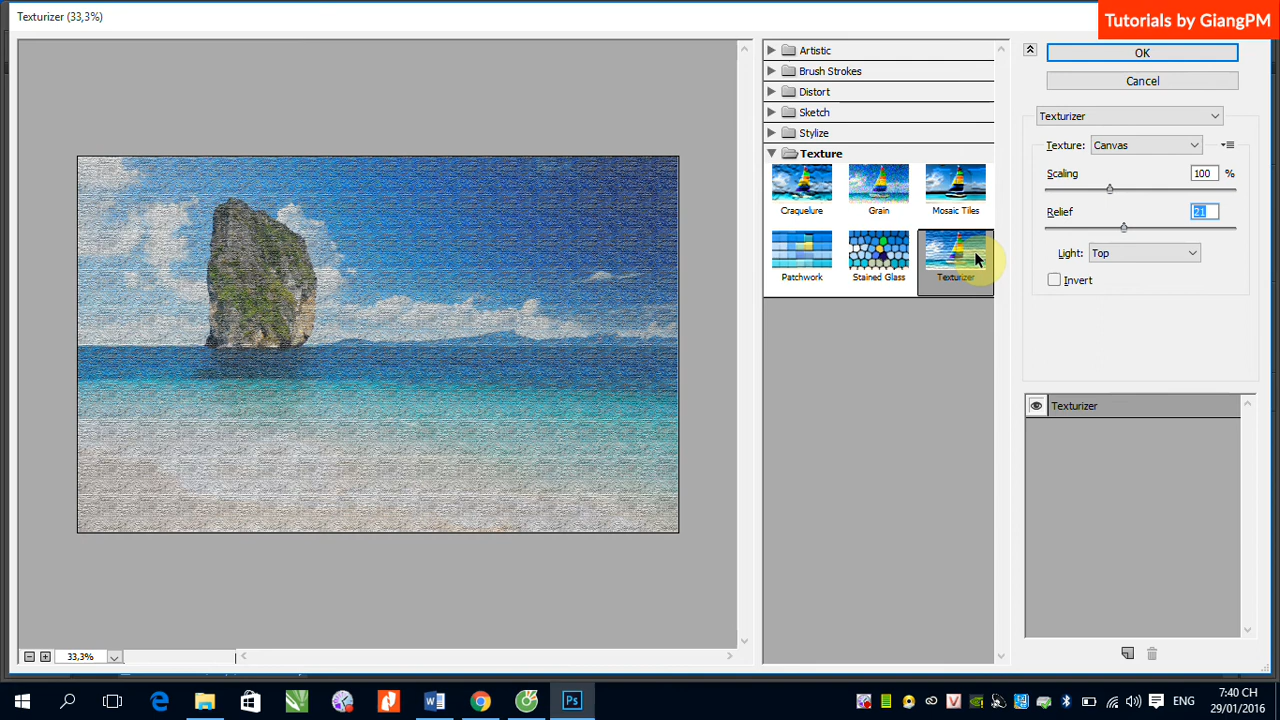 Texturizer (33,3%)
Tutorials by GiangPM
Artistic
Brush Strokes
Distort
Sketch
Stylize
Texture
Craquelure
Grain
Mosaic Tiles
Patchwork
Stained Glass
Texturizer
OK
Cancel
Texturizer
Texture: Canvas
Scaling 100 %
Relief 21
Light: Top
Invert
Texturizer
33,3%
ENG
7:40 CH
29/01/2016